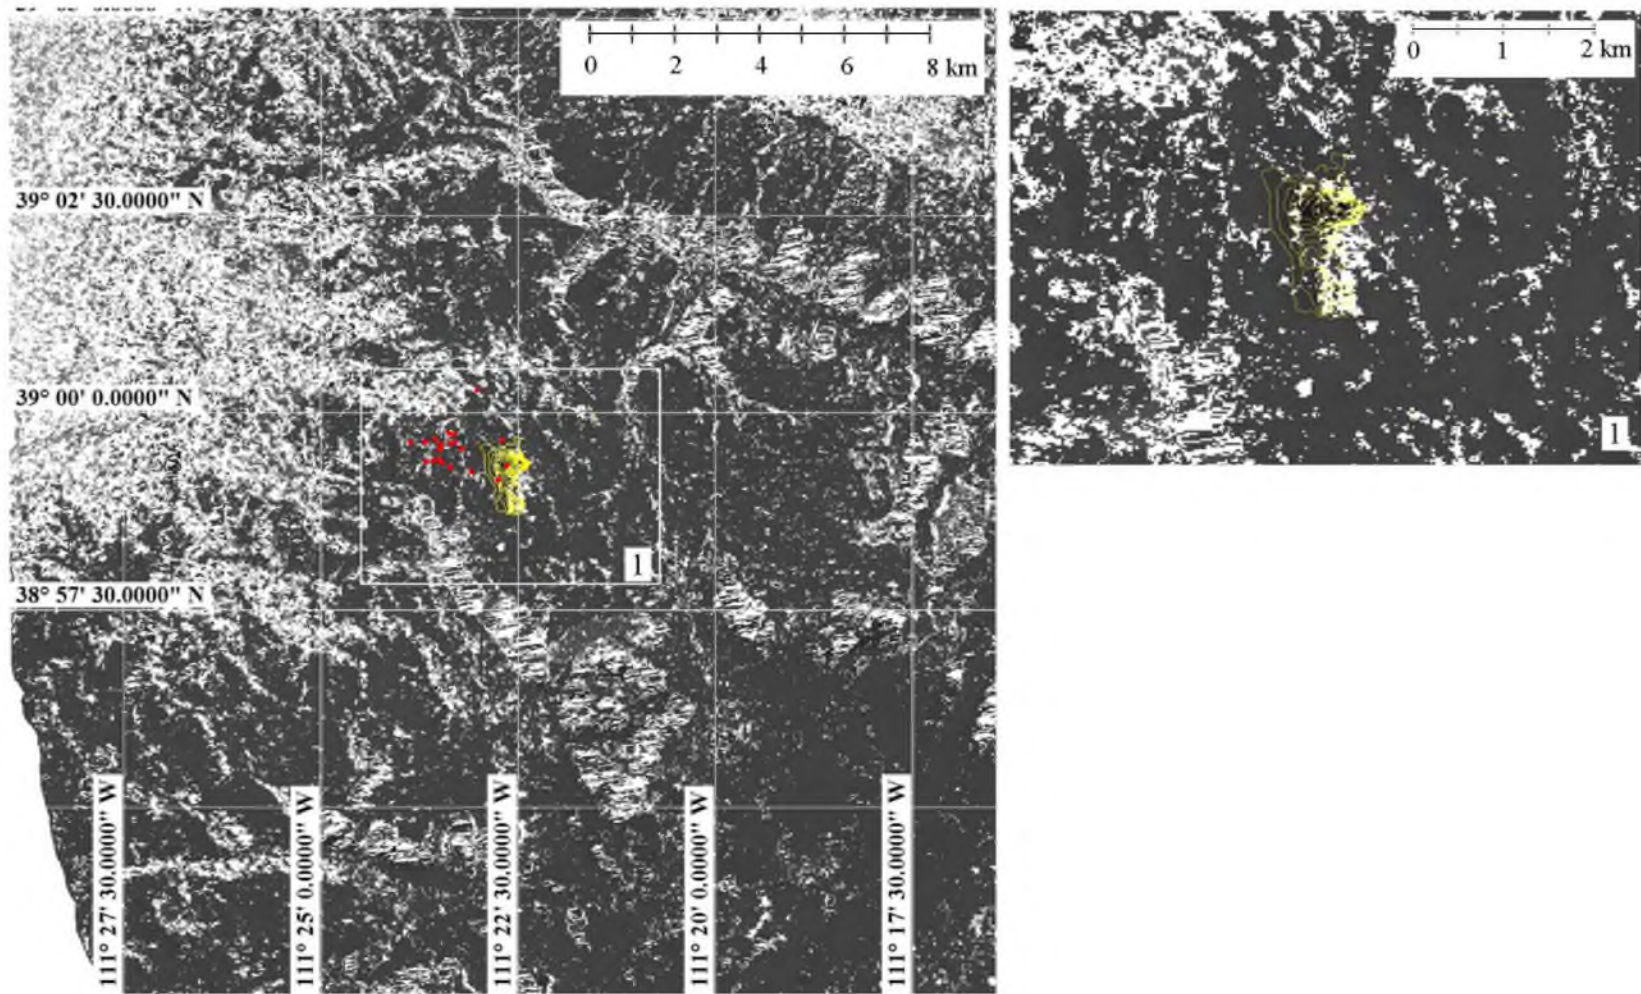 0 2 4 6 8 km
0 1 2 km
39° 02' 30.0000" N
39° 00' 0.0000" N
1
1
38° 57' 30.0000" N
111° 27' 30.0000" W
111° 25' 0.0000" W
111° 22' 30.0000" W
111° 20' 0.0000" W
111° 17' 30.0000" W